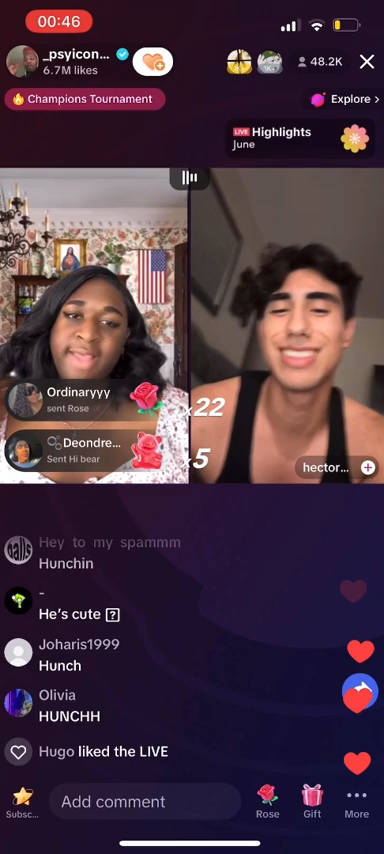 00:46
_psyicon...
6.7M likes
48.2K
Champions Tournament
Explore >
LIVE Highlights
June
Ordinaryyy
sent Rose
x22
Deondre...
Sent Hi bear
x5
hector...
Hey to my spammm
Hunchin
-
He's cute ?
Joharis1999
Hunch
Olivia
HUNCHH
Hugo liked the LIVE
Add comment
Subsc...
Rose
Gift
More